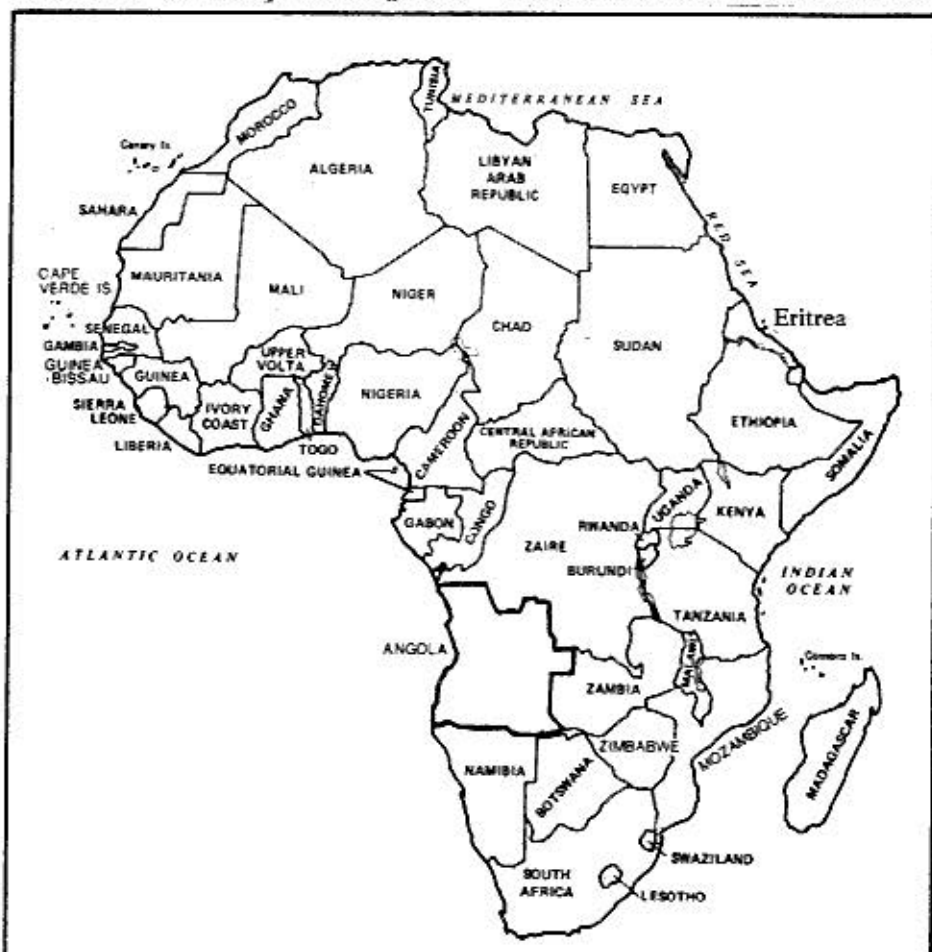 TUNISIA
MEDITERRANEAN SEA
MOROCCO
Canary Is.
ALGERIA
LIBYAN
ARAB
REPUBLIC
EGYPT
SAHARA
RED SEA
CAPE
VERDE IS.
MAURITANIA
MALI
NIGER
CHAD
SUDAN
Eritrea
SENEGAL
GAMBIA
GUINEA
BISSAU
GUINEA
UPPER
VOLTA
DAHOMEY
NIGERIA
SIERRA
LEONE
IVORY
COAST
GHANA
ETHIOPIA
LIBERIA
TOGO
CAMEROON
CENTRAL AFRICAN
REPUBLIC
SOMALIA
EQUATORIAL GUINEA
UGANDA
KENYA
GABON
CONGO
RWANDA
ZAIRE
ATLANTIC OCEAN
BURUNDI
INDIAN
OCEAN
TANZANIA
ANGOLA
MALAWI
Comoro Is.
ZAMBIA
MOZAMBIQUE
ZIMBABWE
MADAGASCAR
NAMIBIA
BOTSWANA
SWAZILAND
SOUTH
AFRICA
LESOTHO